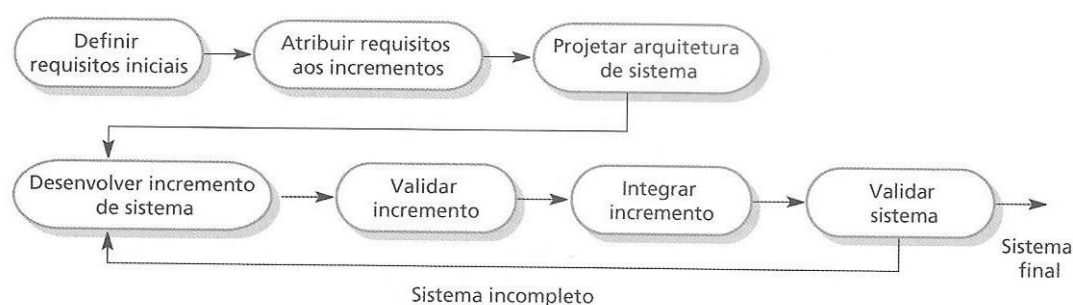 Definir
requisitos iniciais
Atribuir requisitos
aos incrementos
Projetar arquitetura
de sistema
Desenvolver incremento
de sistema
Validar
incremento
Integrar
incremento
Validar
sistema
Sistema
final
Sistema incompleto